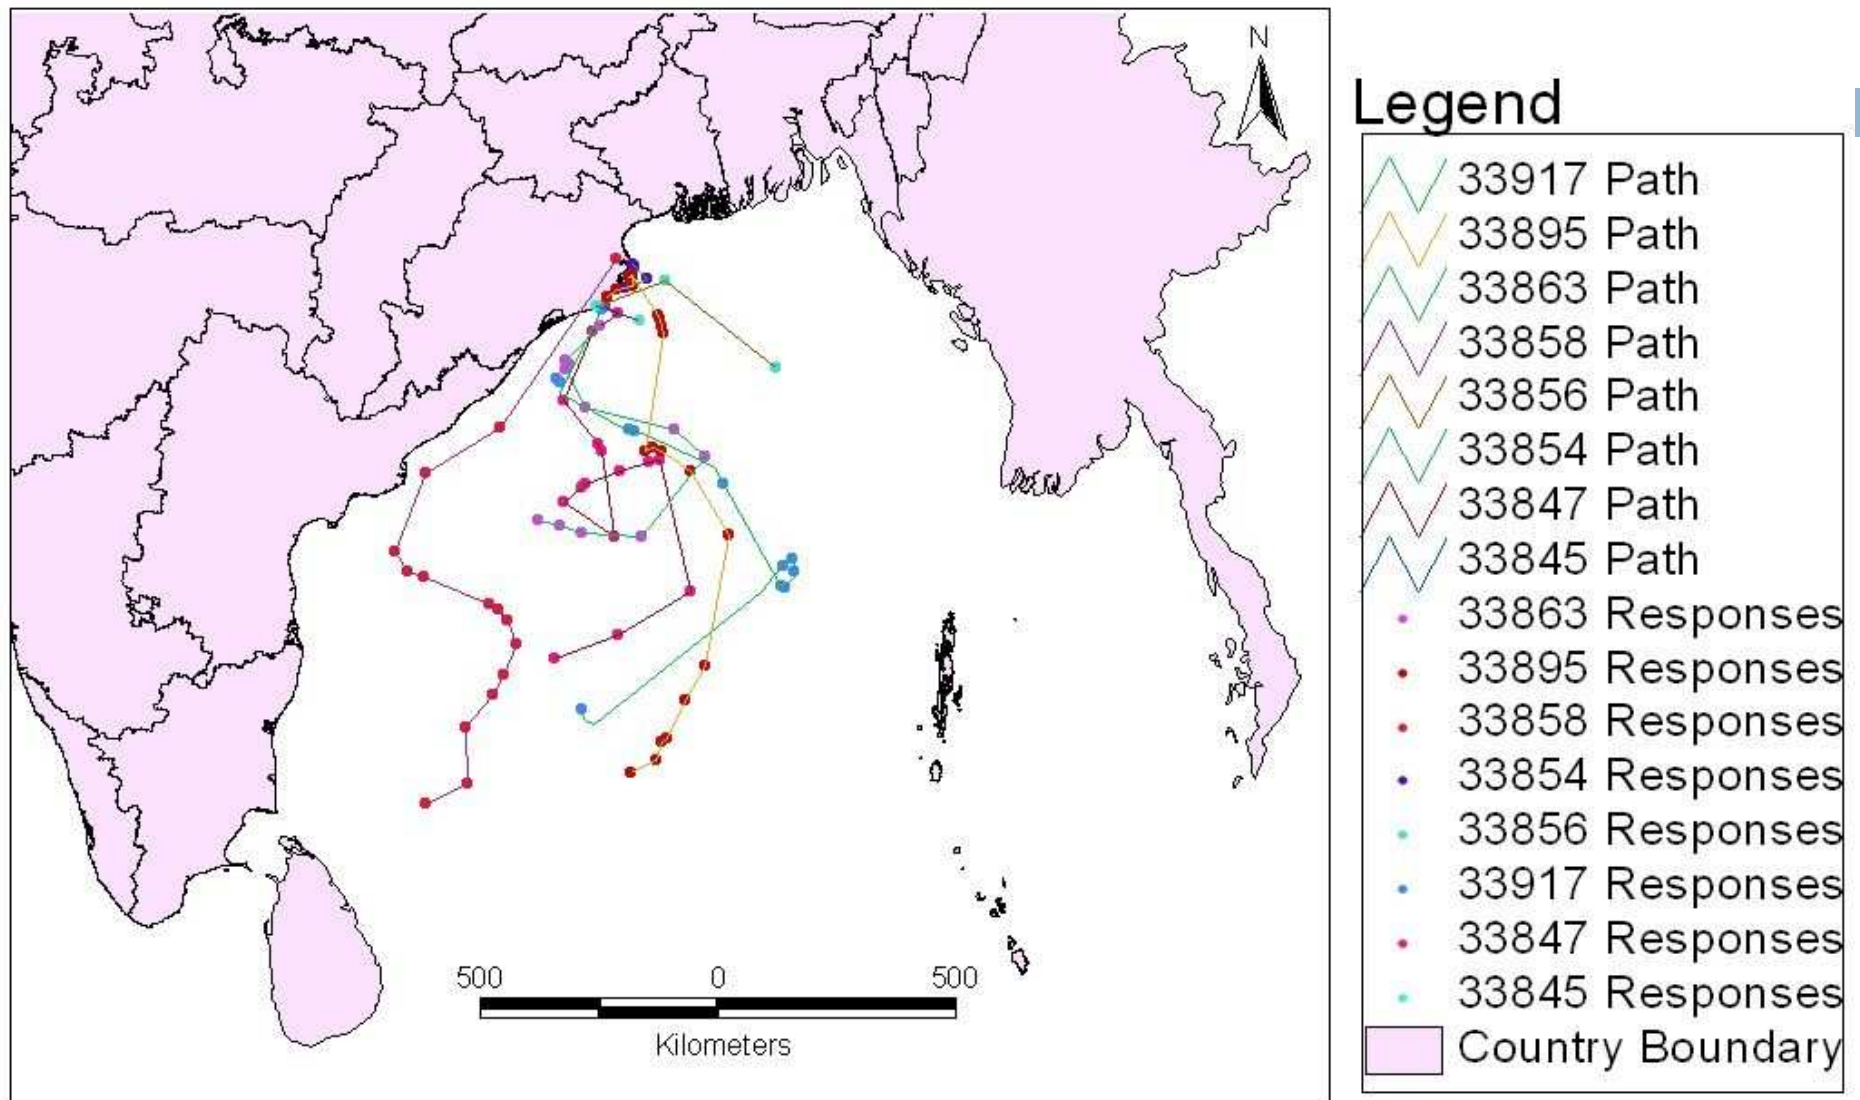 N
500 0 500
Kilometers
Legend
33917 Path
33895 Path
33863 Path
33858 Path
33856 Path
33854 Path
33847 Path
33845 Path
33863 Responses
33895 Responses
33858 Responses
33854 Responses
33856 Responses
33917 Responses
33847 Responses
33845 Responses
Country Boundary